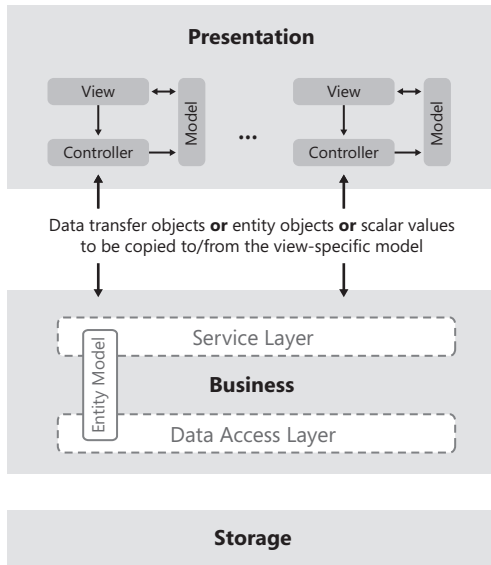 Presentation
View
Model
Controller
...
View
Model
Controller
Data transfer objects or entity objects or scalar values
to be copied to/from the view-specific model
Service Layer
Entity Model
Business
Data Access Layer
Storage